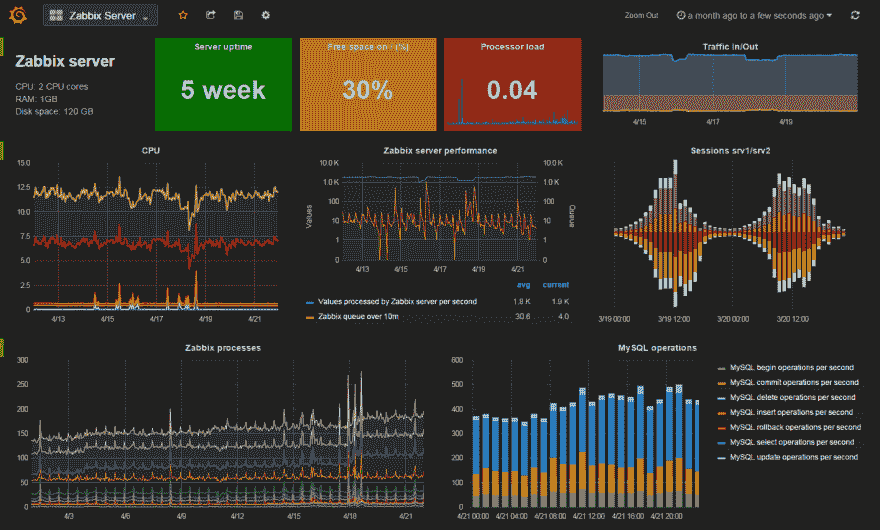 Zabbix Server
Zoom Out
a month ago to a few seconds ago
Zabbix server
CPU: 2 CPU cores
RAM: 1GB
Disk space: 120 GB
Server uptime
5 week
Free space on / (%)
30%
Processor load
0.04
Traffic In/Out
4/15 4/17 4/19
CPU
15.0
12.5
10.0
7.5
5.0
2.5
0
4/13 4/15 4/17 4/19 4/21
Zabbix server performance
10.0 K 10.0 K
1.0 K 1.0 K
100 100
10 10
1 1
0 0
Values
Queue
4/13 4/15 4/17 4/19 4/21
avg current
Values processed by Zabbix server per second 1.8 K 1.9 K
Zabbix queue over 10m 30.6 4.0
Sessions srv1/srv2
3/19 00:00 3/19 12:00 3/20 00:00 3/20 12:00
Zabbix processes
300
250
200
150
100
50
0
4/3 4/6 4/9 4/12 4/15 4/18 4/21
MySQL operations
600
500
400
300
200
100
0
4/21 00:00 4/21 04:00 4/21 08:00 4/21 12:00 4/21 16:00 4/21 20:00
MySQL begin operations per second
MySQL commit operations per second
MySQL delete operations per second
MySQL insert operations per second
MySQL rollback operations per second
MySQL select operations per second
MySQL update operations per second